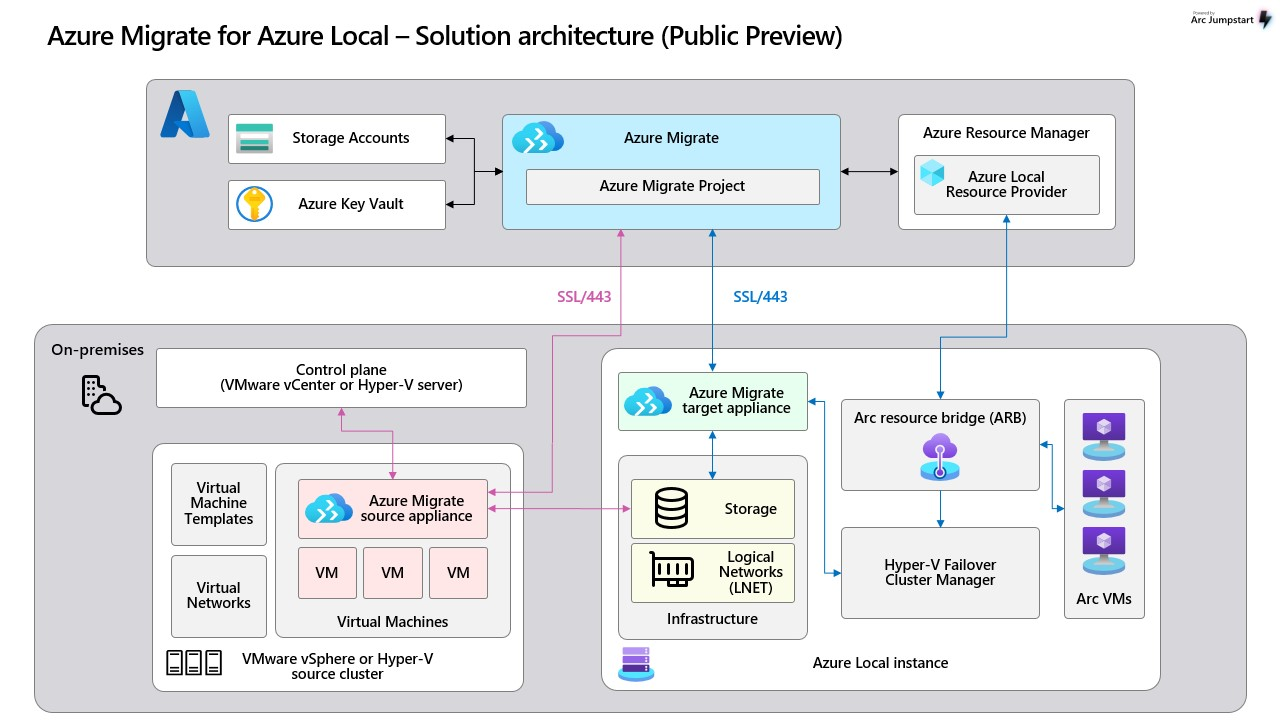 Powered by
Arc Jumpstart
Azure Migrate for Azure Local – Solution architecture (Public Preview)
Storage Accounts
Azure Key Vault
Azure Migrate
Azure Migrate Project
Azure Resource Manager
Azure Local
Resource Provider
SSL/443
SSL/443
On-premises
Control plane
(VMware vCenter or Hyper-V server)
Virtual
Machine
Templates
Virtual
Networks
Azure Migrate
source appliance
VM
VM
VM
Virtual Machines
VMware vSphere or Hyper-V
source cluster
Azure Migrate
target appliance
Storage
Logical
Networks
(LNET)
Infrastructure
Arc resource bridge (ARB)
Hyper-V Failover
Cluster Manager
Arc VMs
Azure Local instance